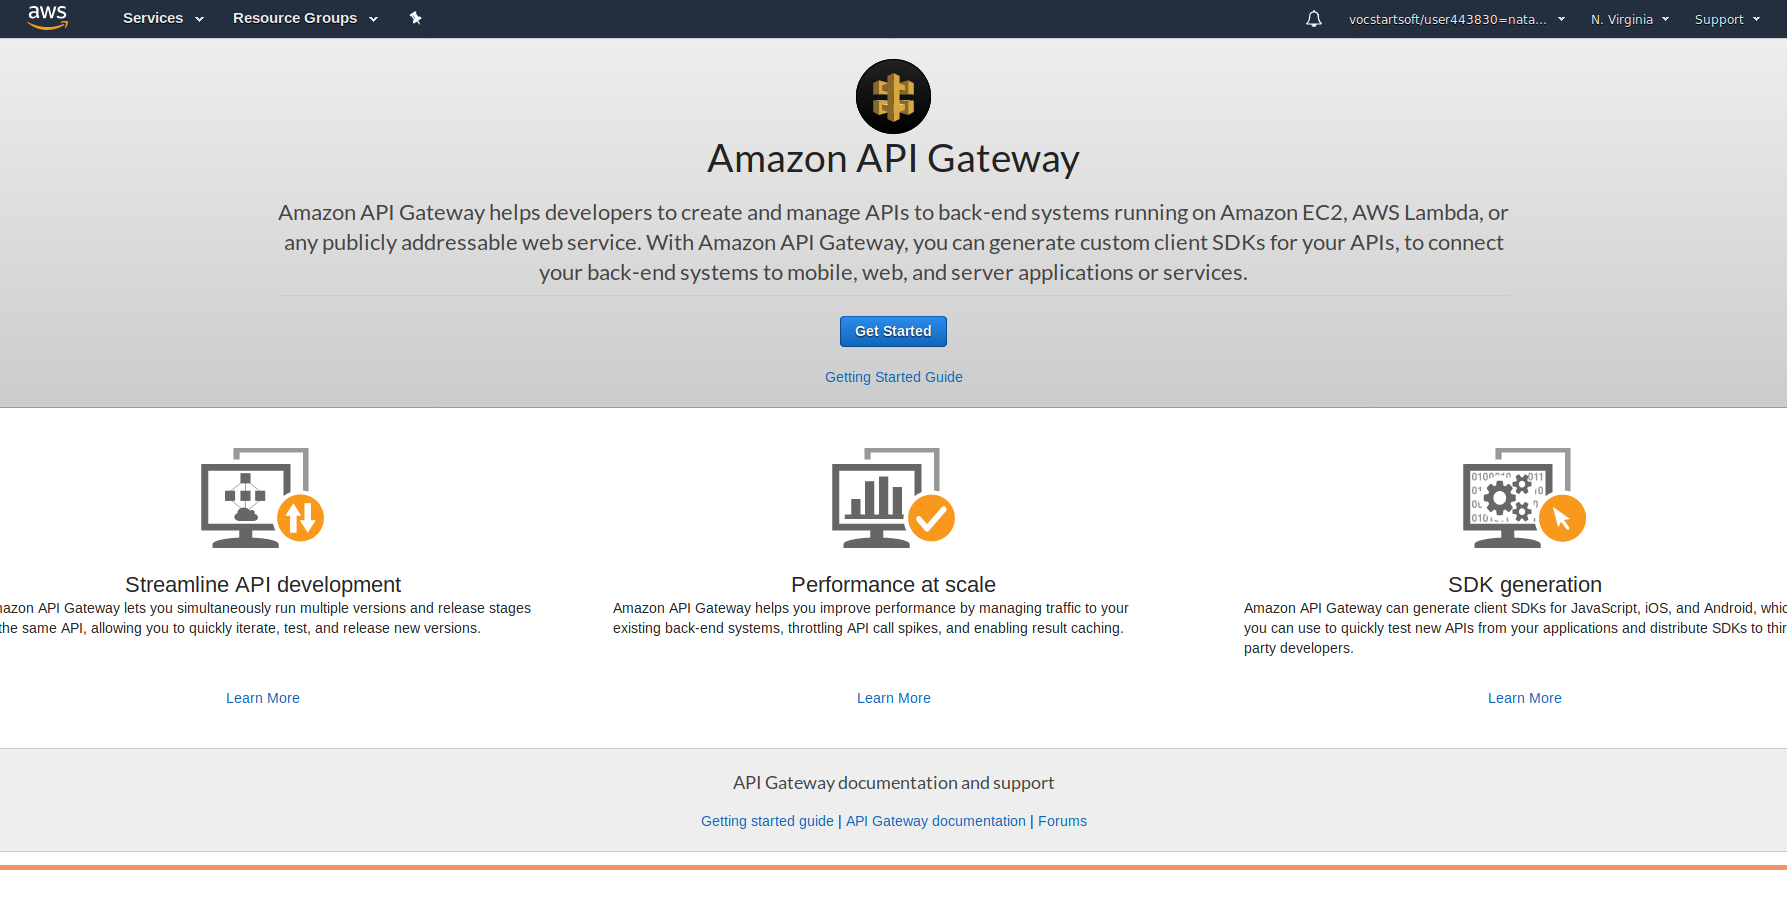 aws Services Resource Groups vocstartsoft/user443830=nata... N. Virginia Support
Amazon API Gateway
Amazon API Gateway helps developers to create and manage APIs to back-end systems running on Amazon EC2, AWS Lambda, or
any publicly addressable web service. With Amazon API Gateway, you can generate custom client SDKs for your APIs, to connect
your back-end systems to mobile, web, and server applications or services.
Get Started
Getting Started Guide
Streamline API development
mazon API Gateway lets you simultaneously run multiple versions and release stages
the same API, allowing you to quickly iterate, test, and release new versions.
Learn More
Performance at scale
Amazon API Gateway helps you improve performance by managing traffic to your
existing back-end systems, throttling API call spikes, and enabling result caching.
Learn More
SDK generation
Amazon API Gateway can generate client SDKs for JavaScript, iOS, and Android, whic
you can use to quickly test new APIs from your applications and distribute SDKs to thir
party developers.
Learn More
API Gateway documentation and support
Getting started guide | API Gateway documentation | Forums